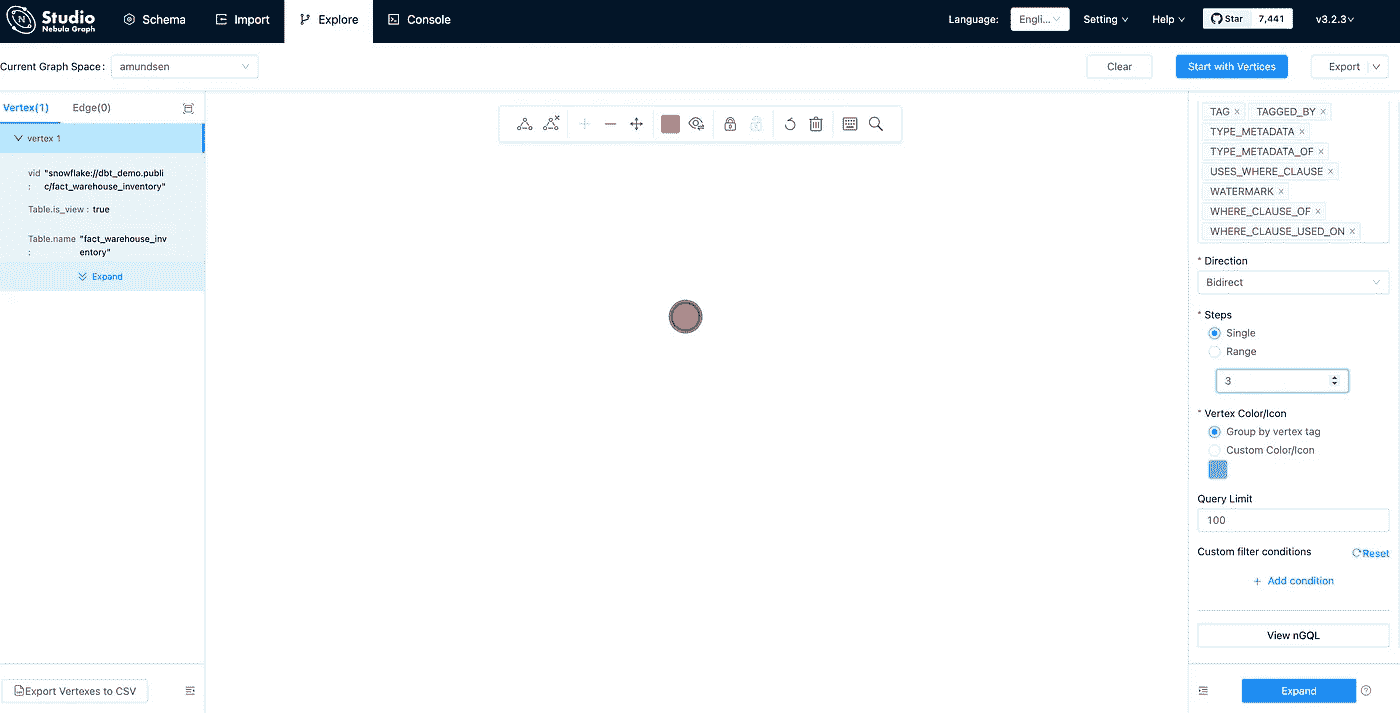 Studio
Nebula Graph
Schema
Import
Explore
Console
Language:
Engli...
Setting
Help
Star
7,441
v3.2.3
Current Graph Space:
amundsen
Clear
Start with Vertices
Export
Vertex(1)
Edge(0)
vertex 1
vid "snowflake://dbt_demo.publi
: c/fact_warehouse_inventory"
Table.is_view : true
Table.name "fact_warehouse_inv
: entory"
Expand
Export Vertexes to CSV
TAG × TAGGED_BY ×
TYPE_METADATA ×
TYPE_METADATA_OF ×
USES_WHERE_CLAUSE ×
WATERMARK ×
WHERE_CLAUSE_OF ×
WHERE_CLAUSE_USED_ON ×
* Direction
Bidirect
* Steps
Single
Range
3
* Vertex Color/Icon
Group by vertex tag
Custom Color/Icon
Query Limit
100
Custom filter conditions
Reset
+ Add condition
View nGQL
Expand